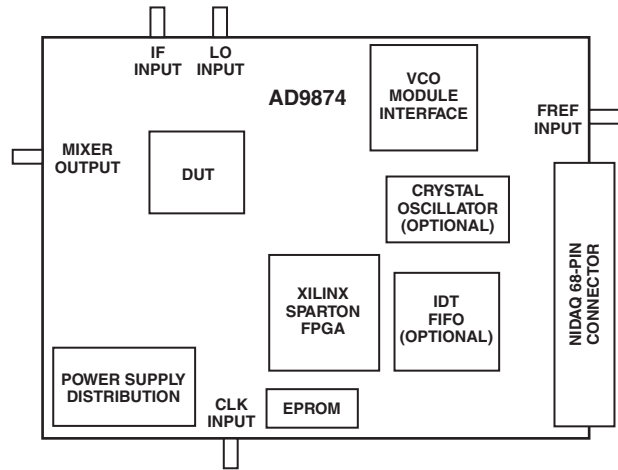 IF
INPUT
LO
INPUT
AD9874
VCO
MODULE
INTERFACE
FREF
INPUT
MIXER
OUTPUT
DUT
CRYSTAL
OSCILLATOR
(OPTIONAL)
NIDAQ 68-PIN
CONNECTOR
XILINX
SPARTON
FPGA
IDT
FIFO
(OPTIONAL)
POWER SUPPLY
DISTRIBUTION
CLK
INPUT
EPROM